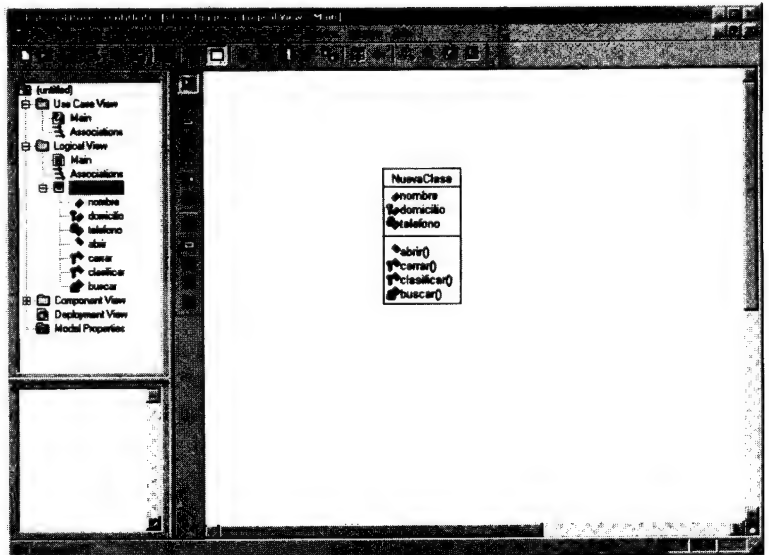 (untitled)
Use Case View
Main
Associations
Logical View
Main
Associations
nombre
domicilio
telefono
abrir
cerrar
clasificar
buscar
Component View
Deployment View
Model Properties
NuevaClase
nombre
domicilio
telefono
abrir()
cerrar()
clasificar()
buscar()